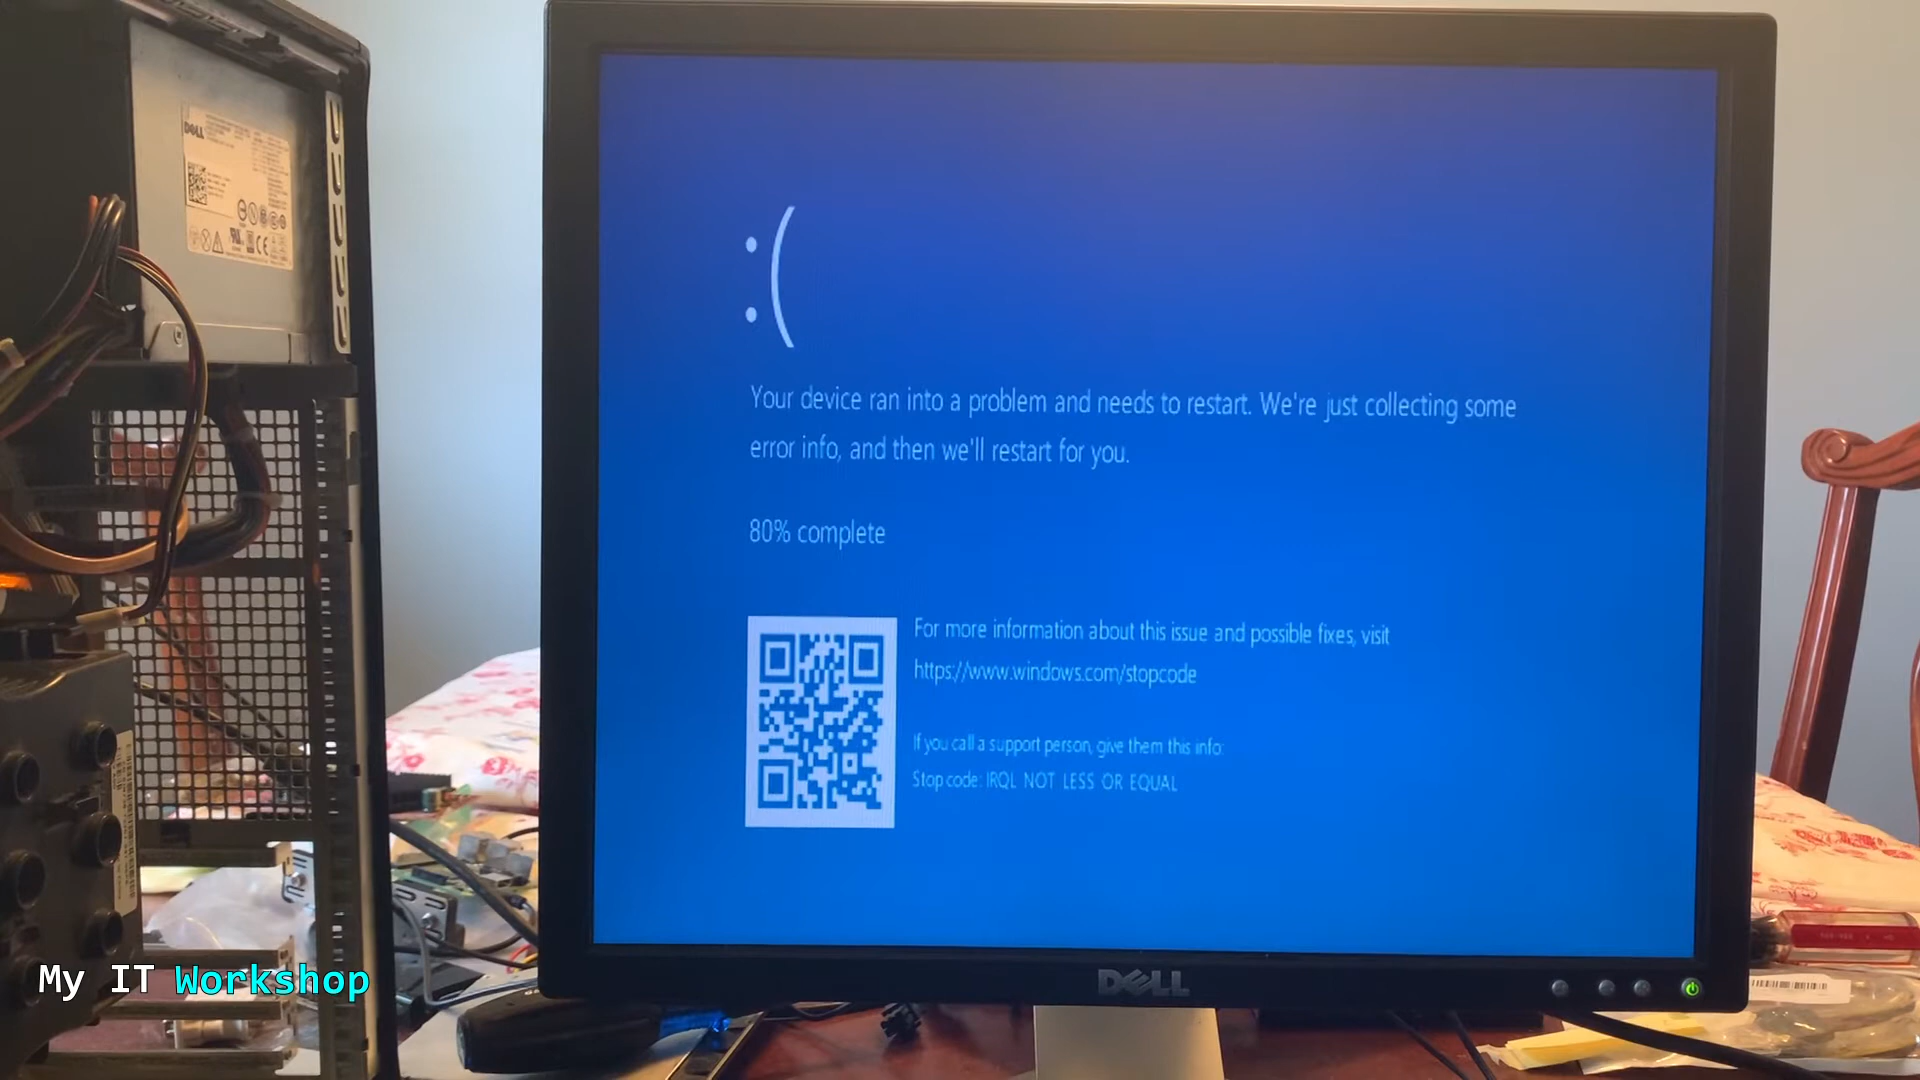 DELL
:(
Your device ran into a problem and needs to restart. We're just collecting some
error info, and then we'll restart for you.
80% complete
For more information about this issue and possible fixes, visit
https://www.windows.com/stopcode
If you call a support person, give them this info:
Stop code: IRQL NOT LESS OR EQUAL
DELL
My IT Workshop